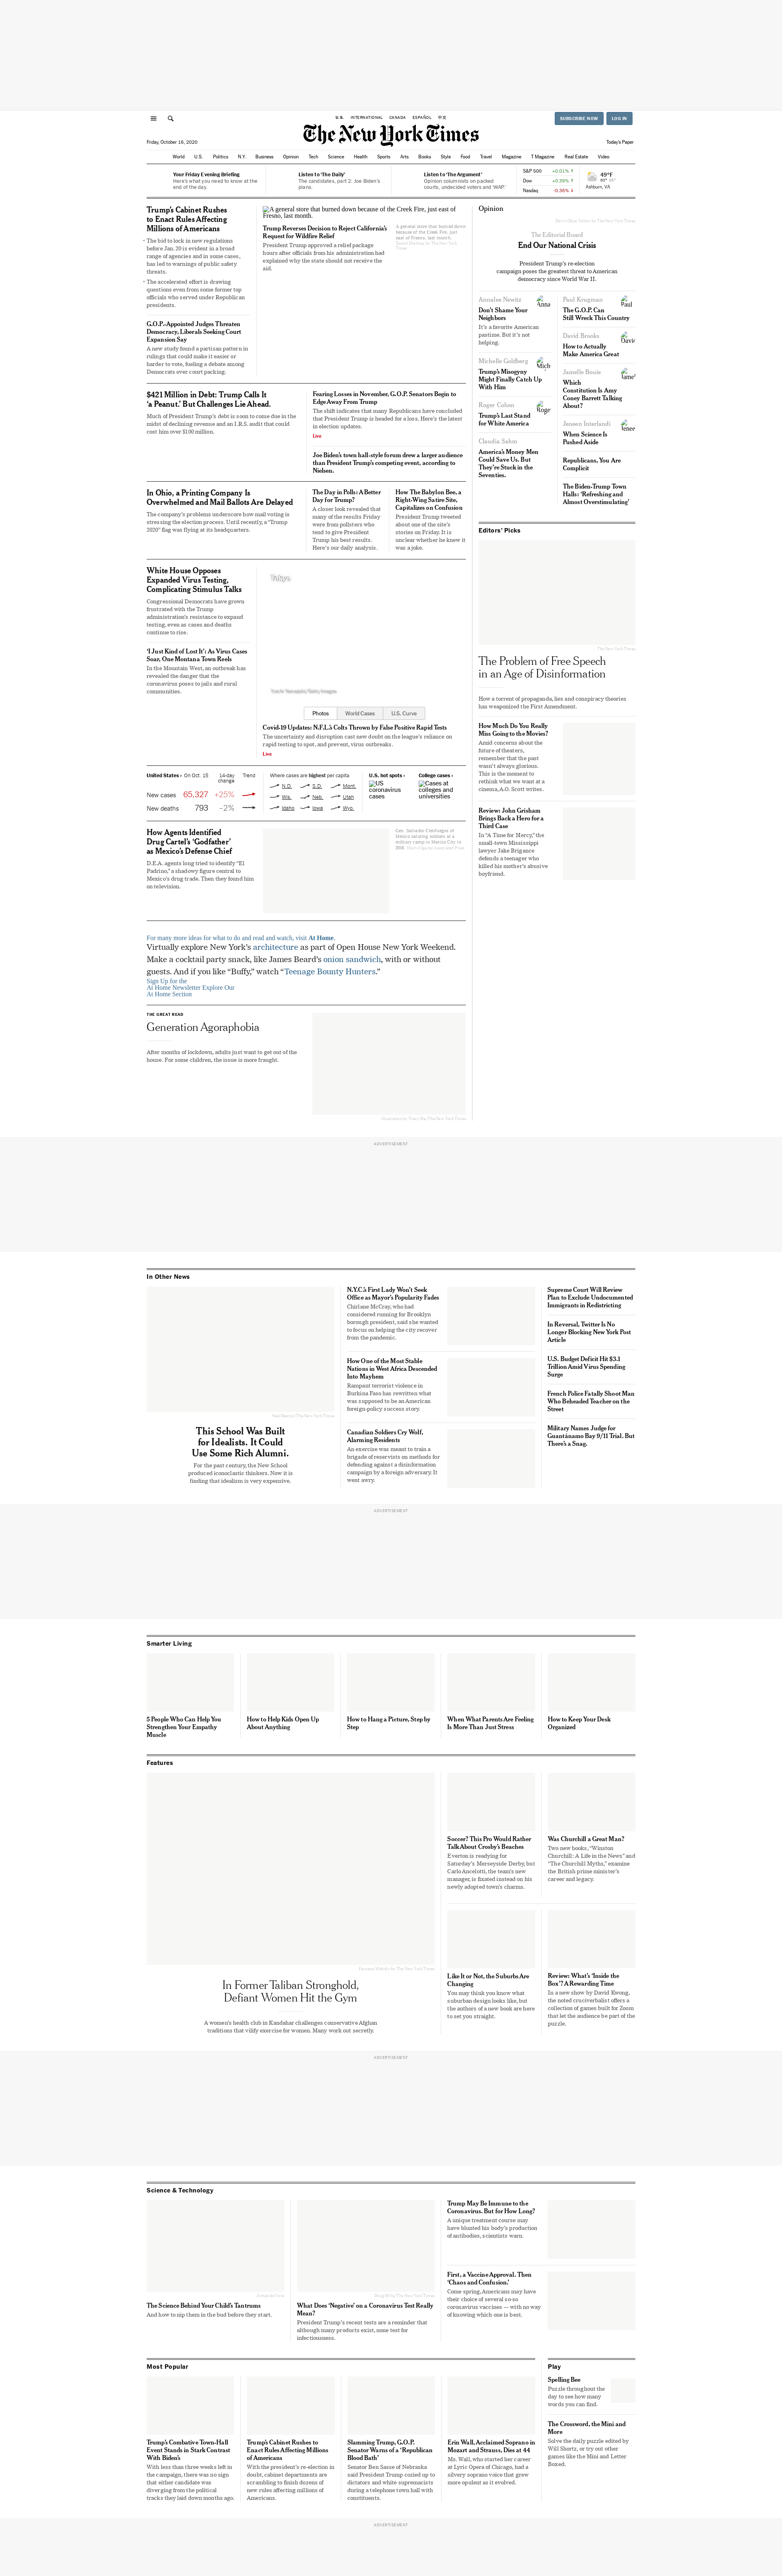 U.S. INTERNATIONAL CANADA ESPAÑOL 中文
SUBSCRIBE NOW LOG IN
The New York Times
Friday, October 16, 2020
Today's Paper
World U.S. Politics N.Y. Business Opinion Tech Science Health Sports Arts Books Style Food Travel Magazine T Magazine Real Estate Video
Your Friday Evening Briefing
Here's what you need to know at the
end of the day.
Listen to 'The Daily'
The candidates, part 2: Joe Biden's
plans.
Listen to 'The Argument'
Opinion columnists on packed
courts, undecided voters and 'WAP.'
S&P 500 +0.01% ↑
Dow +0.39% ↑
Nasdaq -0.36% ↓
49°F
Ashburn, VA
Trump's Cabinet Rushes
to Enact Rules Affecting
Millions of Americans
• The bid to lock in new regulations
before Jan. 20 is evident in a broad
range of agencies and in some cases,
has led to warnings of public safety
threats.
• The accelerated effort is drawing
questions even from some former top
officials who served under Republican
presidents.
G.O.P.-Appointed Judges Threaten
Democracy, Liberals Seeking Court
Expansion Say
A new study found a partisan pattern in
rulings that could make it easier or
harder to vote, fueling a debate among
Democrats over court packing.
A general store that burned down because of the Creek Fire, just east of
Fresno, last month.
Trump Reverses Decision to Reject California's
Request for Wildfire Relief
President Trump approved a relief package
hours after officials from his administration had
explained why the state should not receive the
aid.
A general store that burned down
because of the Creek Fire, just
east of Fresno, last month.
$421 Million in Debt: Trump Calls It
'a Peanut.' But Challenges Lie Ahead.
Much of President Trump's debt is soon to come due in the
midst of declining revenue and an I.R.S. audit that could
cost him over $100 million.
Fearing Losses in November, G.O.P. Senators Begin to
Edge Away From Trump
The shift indicates that many Republicans have concluded
that President Trump is headed for a loss. Here's the latest
in election updates.
Live
Joe Biden's town hall-style forum drew a larger audience
than President Trump's competing event, according to
Nielsen.
In Ohio, a Printing Company Is
Overwhelmed and Mail Ballots Are Delayed
The company's problems underscore how mail voting is
stressing the election process. Until recently, a "Trump
2020" flag was flying at its headquarters.
The Day in Polls: A Better
Day for Trump?
A closer look revealed that
many of the results Friday
were from pollsters who
tend to give President
Trump his best results.
Here's our daily analysis.
How The Babylon Bee, a
Right-Wing Satire Site,
Capitalizes on Confusion
President Trump tweeted
about one of the site's
stories on Friday. It is
unclear whether he knew it
was a joke.
White House Opposes
Expanded Virus Testing,
Complicating Stimulus Talks
Congressional Democrats have grown
frustrated with the Trump
administration's resistance to expand
testing, even as cases and deaths
continue to rise.
'I Just Kind of Lost It': As Virus Cases
Soar, One Montana Town Reels
In the Mountain West, an outbreak has
revealed the danger that the
coronavirus poses to jails and rural
communities.
Tokyo
Photos World Cases U.S. Curve
Covid-19 Updates: N.F.L.'s Colts Thrown by False Positive Rapid Tests
The uncertainty and disruption cast new doubt on the league's reliance on
rapid testing to spot, and prevent, virus outbreaks.
Live
United States › On Oct. 15 14-day change Trend
New cases 65,327 +25%
New deaths 793 –2%
Where cases are highest per capita
N.D. S.D. Mont.
Wis. Neb. Utah
Idaho Iowa Wyo.
U.S. hot spots ›
US
coronavirus
cases
College cases ›
Cases at
colleges and
universities
How Agents Identified
Drug Cartel's 'Godfather'
as Mexico's Defense Chief
D.E.A. agents long tried to identify "El
Padrino," a shadowy figure central to
Mexico's drug trade. Then they found him
on television.
Gen. Salvador Cienfuegos of
Mexico saluting soldiers at a
military camp in Mexico City in
2016.
For many more ideas for what to do and read and watch, visit At Home.
Virtually explore New York's architecture as part of Open House New York Weekend.
Make a cocktail party snack, like James Beard's onion sandwich, with or without
guests. And if you like "Buffy," watch "Teenage Bounty Hunters."
Sign Up for the
At Home Newsletter Explore Our
At Home Section
THE GREAT READ
Generation Agoraphobia
After months of lockdown, adults just want to get out of the
house. For some children, the issue is more fraught.
Opinion
The Editorial Board
End Our National Crisis
President Trump's re-election
campaign poses the greatest threat to American
democracy since World War II.
Annalee Newitz
Don't Shame Your
Neighbors
It's a favorite American
pastime. But it's not
helping.
Michelle Goldberg
Trump's Misogyny
Might Finally Catch Up
With Him
Roger Cohen
Trump's Last Stand
for White America
Claudia Sahm
America's Money Men
Could Save Us. But
They're Stuck in the
Seventies.
Paul Krugman
The G.O.P. Can
Still Wreck This Country
David Brooks
How to Actually
Make America Great
Jamelle Bouie
Which
Constitution Is Amy
Coney Barrett Talking
About?
Jeneen Interlandi
When Science Is
Pushed Aside
Republicans, You Are
Complicit
The Biden-Trump Town
Halls: 'Refreshing and
Almost Overstimulating'
Editors' Picks
The New York Times
The Problem of Free Speech
in an Age of Disinformation
How a torrent of propaganda, lies and conspiracy theories
has weaponized the First Amendment.
How Much Do You Really
Miss Going to the Movies?
Amid concerns about the
future of theaters,
remember that the past
wasn't always glorious.
This is the moment to
rethink what we want as a
cinema, A.O. Scott writes.
Review: John Grisham
Brings Back a Hero for a
Third Case
In "A Time for Mercy," the
small-town Mississippi
lawyer Jake Brigance
defends a teenager who
killed his mother's abusive
boyfriend.
ADVERTISEMENT
In Other News
This School Was Built
for Idealists. It Could
Use Some Rich Alumni.
For the past century, the New School
produced iconoclastic thinkers. Now it is
finding that idealism is very expensive.
N.Y.C.'s First Lady Won't Seek
Office as Mayor's Popularity Fades
Chirlane McCray, who had
considered running for Brooklyn
borough president, said she wanted
to focus on helping the city recover
from the pandemic.
How One of the Most Stable
Nations in West Africa Descended
Into Mayhem
Rampant terrorist violence in
Burkina Faso has rewritten what
was supposed to be an American
foreign-policy success story.
Canadian Soldiers Cry Wolf,
Alarming Residents
An exercise was meant to train a
brigade of reservists on methods for
defending against a disinformation
campaign by a foreign adversary. It
went awry.
Supreme Court Will Review
Plan to Exclude Undocumented
Immigrants in Redistricting
In Reversal, Twitter Is No
Longer Blocking New York Post
Article
U.S. Budget Deficit Hit $3.1
Trillion Amid Virus Spending
Surge
French Police Fatally Shoot Man
Who Beheaded Teacher on the
Street
Military Names Judge for
Guantánamo Bay 9/11 Trial. But
There's a Snag.
ADVERTISEMENT
Smarter Living
5 People Who Can Help You
Strengthen Your Empathy
Muscle
How to Help Kids Open Up
About Anything
How to Hang a Picture, Step by
Step
When What Parents Are Feeling
Is More Than Just Stress
How to Keep Your Desk
Organized
Features
In Former Taliban Stronghold,
Defiant Women Hit the Gym
A women's health club in Kandahar challenges conservative Afghan
traditions that vilify exercise for women. Many work out secretly.
Soccer? This Pro Would Rather
Talk About Crosby's Beaches
Everton is readying for
Saturday's Merseyside Derby, but
Carlo Ancelotti, the team's new
manager, is fixated instead on his
newly adopted town's charms.
Was Churchill a Great Man?
Two new books, "Winston
Churchill: A Life in the News" and
"The Churchill Myths," examine
the British prime minister's
career and legacy.
Like It or Not, the Suburbs Are
Changing
You may think you know what
suburban design looks like, but
the authors of a new book are here
to set you straight.
Review: What's 'Inside the
Box'? A Rewarding Time
In a new show by David Kwong,
the noted cruciverbalist offers a
collection of games built for Zoom
that let the audience be part of the
puzzle.
ADVERTISEMENT
Science & Technology
The Science Behind Your Child's Tantrums
And how to nip them in the bud before they start.
What Does 'Negative' on a Coronavirus Test Really
Mean?
President Trump's recent tests are a reminder that
although many products exist, none test for
infectiousness.
Trump May Be Immune to the
Coronavirus. But for How Long?
A unique treatment course may
have blunted his body's production
of antibodies, scientists warn.
First, a Vaccine Approval. Then
'Chaos and Confusion.'
Come spring, Americans may have
their choice of several so-so
coronavirus vaccines — with no way
of knowing which one is best.
Most Popular
Trump's Combative Town-Hall
Event Stands in Stark Contrast
With Biden's
With less than three weeks left in
the campaign, there was no sign
that either candidate was
diverging from the political
tracks they laid down months ago.
Trump's Cabinet Rushes to
Enact Rules Affecting Millions
of Americans
With the president's re-election in
doubt, cabinet departments are
scrambling to finish dozens of
new rules affecting millions of
Americans.
Slamming Trump, G.O.P.
Senator Warns of a 'Republican
Blood Bath'
Senator Ben Sasse of Nebraska
said President Trump cozied up to
dictators and white supremacists
during a telephone town hall with
constituents.
Erin Wall, Acclaimed Soprano in
Mozart and Strauss, Dies at 44
Ms. Wall, who started her career
at Lyric Opera of Chicago, had a
silvery soprano voice that grew
more opulent as it evolved.
Play
Spelling Bee
Puzzle throughout the
day to see how many
words you can find.
The Crossword, the Mini and
More
Solve the daily puzzle edited by
Will Shortz, or try out other
games like the Mini and Letter
Boxed.
ADVERTISEMENT